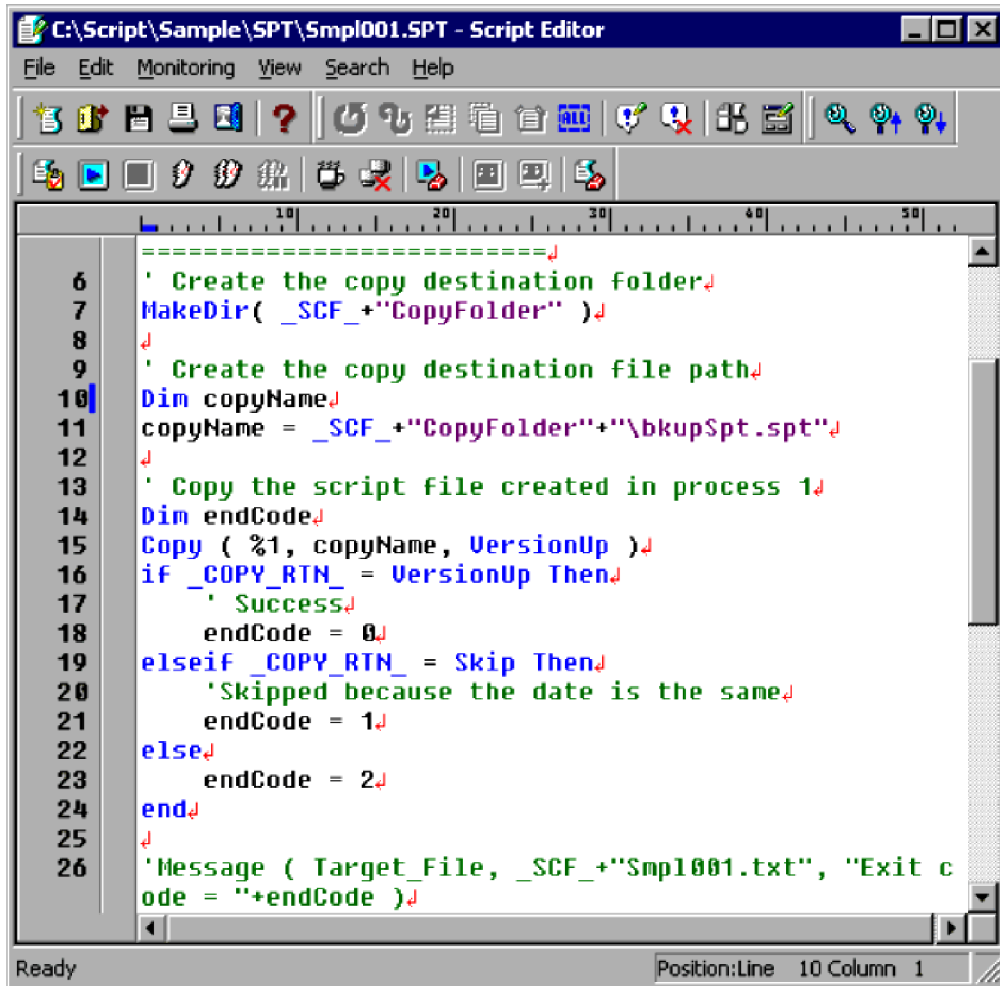 C:\Script\Sample\SPT\Smpl001.SPT - Script Editor
File Edit Monitoring View Search Help
ALL
10 20 30 40 50
==========================
6 ' Create the copy destination folder
7 MakeDir( _SCF_+"CopyFolder" )
8
9 ' Create the copy destination file path
10 Dim copyName
11 copyName = _SCF_+"CopyFolder"+"\bkupSpt.spt"
12
13 ' Copy the script file created in process 1
14 Dim endCode
15 Copy ( %1, copyName, VersionUp )
16 if _COPY_RTN_ = VersionUp Then
17     ' Success
18     endCode = 0
19 elseif _COPY_RTN_ = Skip Then
20     'Skipped because the date is the same
21     endCode = 1
22 else
23     endCode = 2
24 end
25
26 'Message ( Target_File, _SCF_+"Smpl001.txt", "Exit c
ode = "+endCode )
Ready Position:Line 10 Column 1